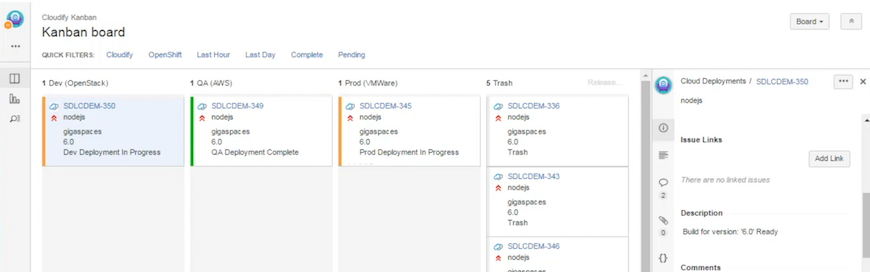 Cloudify Kanban
Kanban board
Board
QUICK FILTERS: Cloudify OpenShift Last Hour Last Day Complete Pending
1 Dev (OpenStack)
SDLCDEM-350
nodejs
gigaspaces
6.0
Dev Deployment In Progress
1 QA (AWS)
SDLCDEM-349
nodejs
gigaspaces
6.0
QA Deployment Complete
1 Prod (VMWare)
SDLCDEM-345
nodejs
gigaspaces
6.0
Prod Deployment In Progress
5 Trash Release...
SDLCDEM-336
nodejs
gigaspaces
6.0
Trash
SDLCDEM-343
nodejs
gigaspaces
6.0
Trash
SDLCDEM-346
nodejs
gigaspaces
Cloud Deployments / SDLCDEM-350
nodejs
Issue Links
Add Link
There are no linked issues
2
0
Description
Build for version: '6.0' Ready
Comments